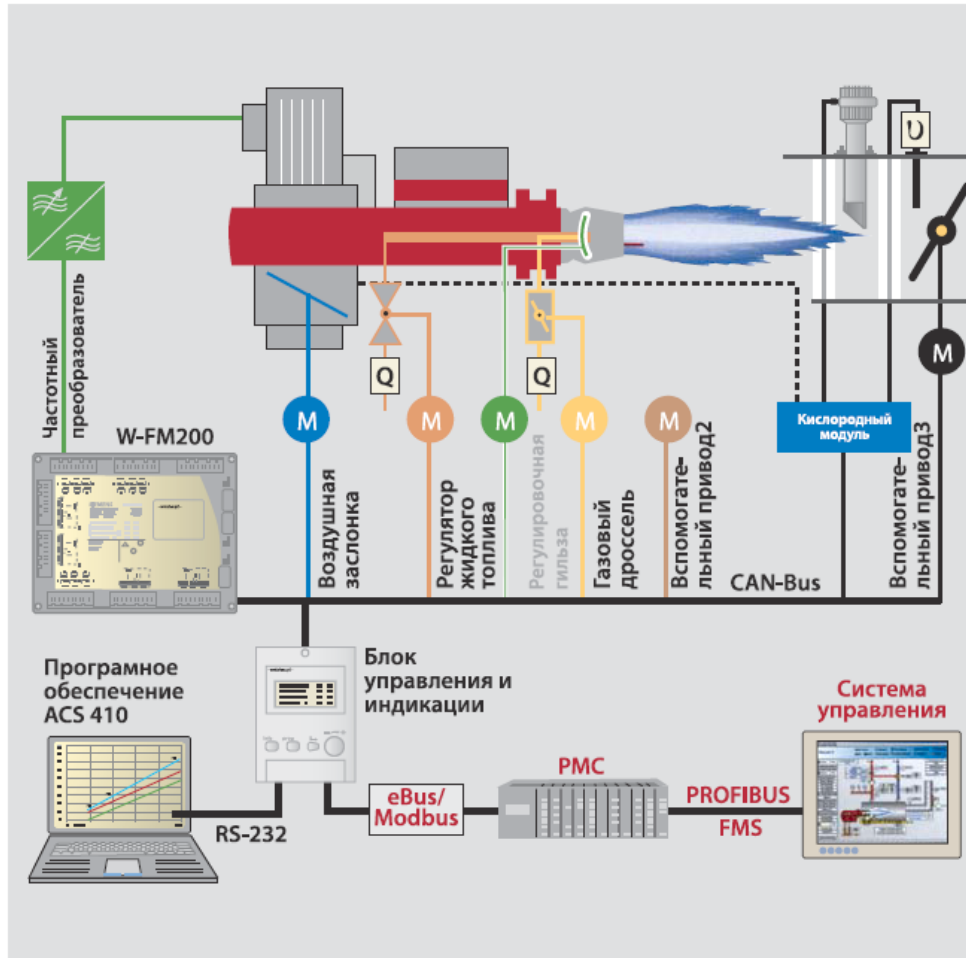 υ
Частотный
преобразователь
Q
Q
M
M
M
M
M
M
Кислородный
модуль
W-FM200
Воздушная
заслонка
Регулятор
жидкого
топлива
Регулировочная
гильза
Газовый
дроссель
Вспомогате-
льный привод2
Вспомогате-
льный привод3
CAN-Bus
Програмное
обеспечение
ACS 410
Блок
управления и
индикации
Система
управления
RS-232
eBus/
Modbus
PMC
PROFIBUS
FMS